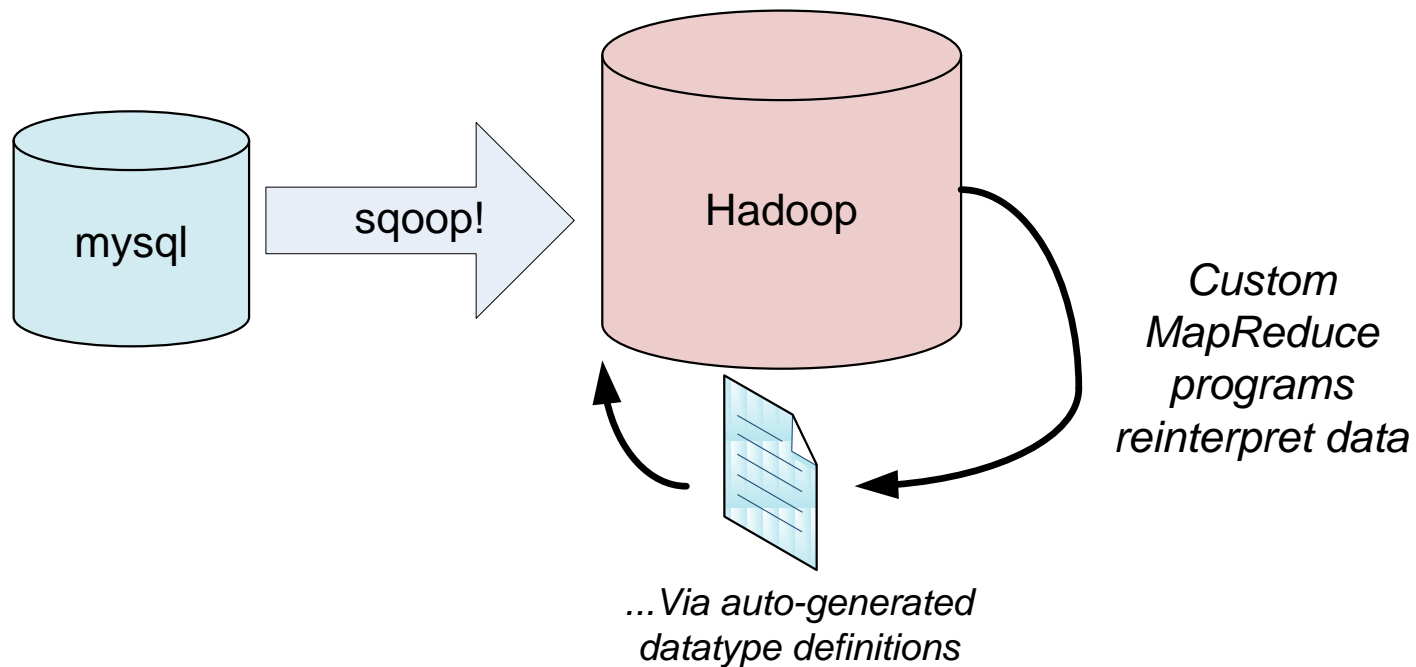 mysql
sqoop!
Hadoop
Custom
MapReduce
programs
reinterpret data
...Via auto-generated
datatype definitions